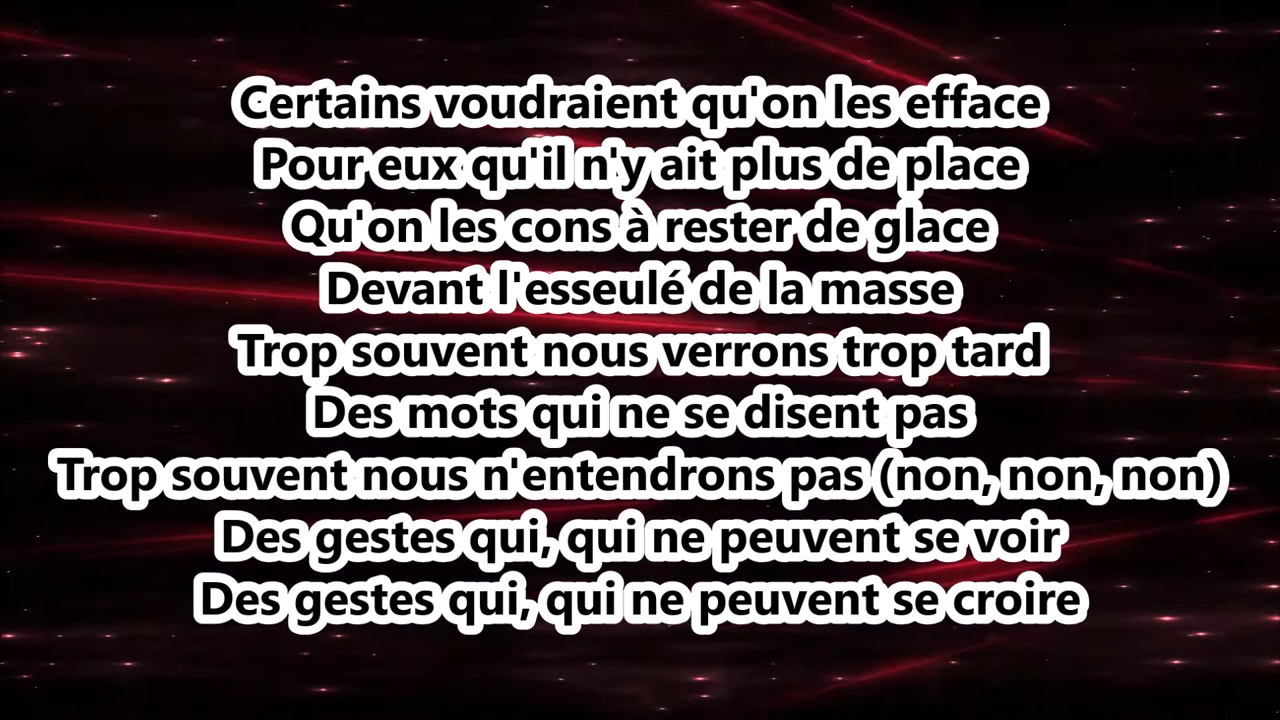 Certains voudraient qu'on les efface
Pour eux qu'il n'y ait plus de place
Qu'on les cons à rester de glace
Devant l'esseulé de la masse
Trop souvent nous verrons trop tard
Des mots qui ne se disent pas
Trop souvent nous n'entendrons pas (non, non, non)
Des gestes qui, qui ne peuvent se voir
Des gestes qui, qui ne peuvent se croire